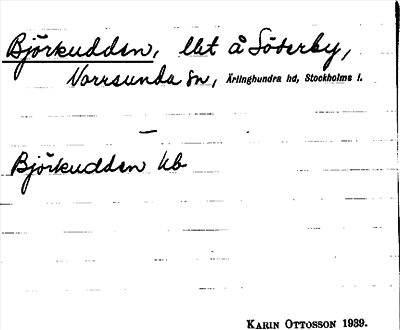 Björkudden, lht å Söderby,
Norrsunda sn, Ärlinghundra hd, Stockholms l.
—
Björkudden kb
KARIN OTTOSSON 1939.